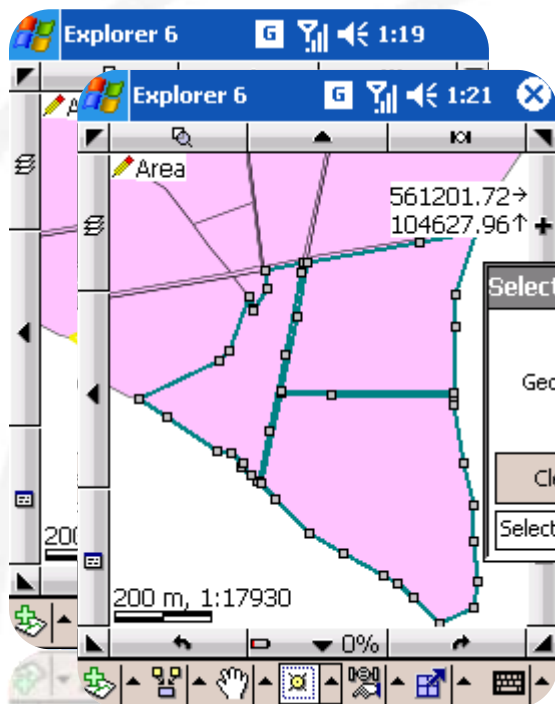 Explorer 6 G 1:19
Explorer 6 G 1:21
Area
561201.72→
104627.96↑
Select
Geo
Cl
Select
200
200 m, 1:17930
0%